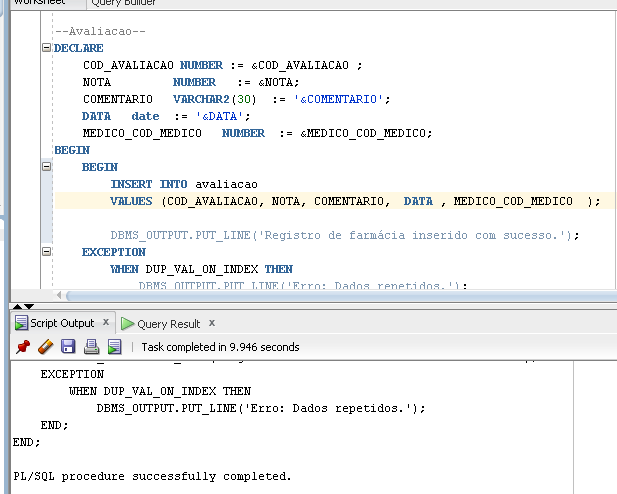 Worksheet Query Builder
--Avaliacao--
DECLARE
COD_AVALIACAO NUMBER := &COD_AVALIACAO ;
NOTA NUMBER := &NOTA;
COMENTARIO VARCHAR2(30) := '&COMENTARIO';
DATA date := '&DATA';
MEDICO_COD_MEDICO NUMBER := &MEDICO_COD_MEDICO;
BEGIN
BEGIN
INSERT INTO avaliacao
VALUES (COD_AVALIACAO, NOTA, COMENTARIO, DATA , MEDICO_COD_MEDICO );
DBMS_OUTPUT.PUT_LINE('Registro de farmácia inserido com sucesso.');
EXCEPTION
WHEN DUP_VAL_ON_INDEX THEN
DBMS_OUTPUT.PUT_LINE('Erro: Dados repetidos.');
Script Output x Query Result x
Task completed in 9.946 seconds
EXCEPTION
WHEN DUP_VAL_ON_INDEX THEN
DBMS_OUTPUT.PUT_LINE('Erro: Dados repetidos.');
END;
END;
PL/SQL procedure successfully completed.